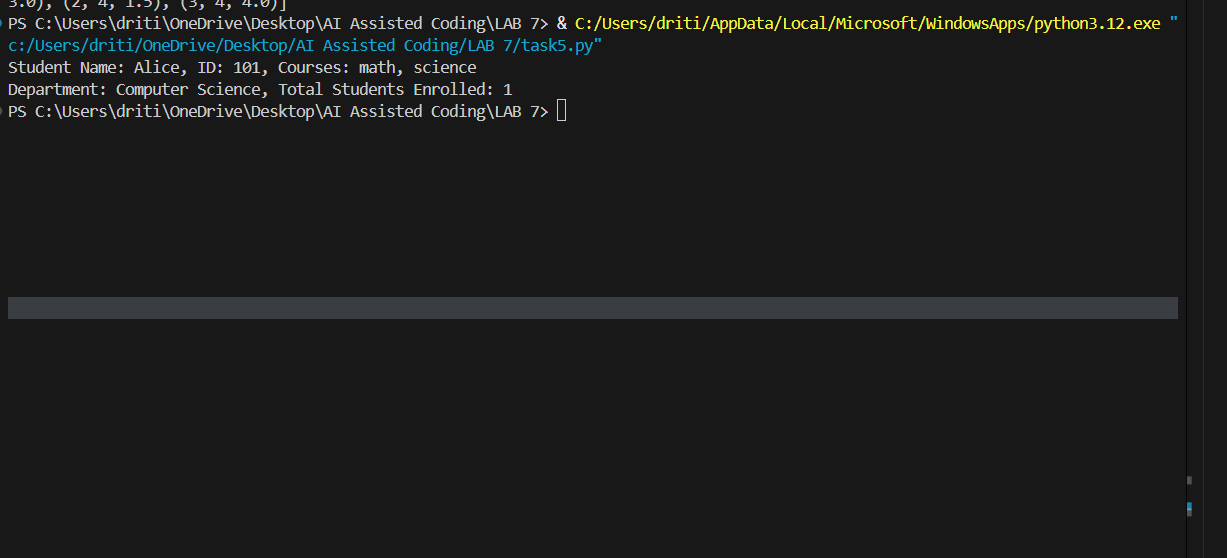 3.0), (2, 4, 1.5), (3, 4, 4.0)]
PS C:\Users\driti\OneDrive\Desktop\AI Assisted Coding\LAB 7> & C:/Users/driti/AppData/Local/Microsoft/WindowsApps/python3.12.exe "
c:/Users/driti/OneDrive/Desktop/AI Assisted Coding/LAB 7/task5.py"
Student Name: Alice, ID: 101, Courses: math, science
Department: Computer Science, Total Students Enrolled: 1
PS C:\Users\driti\OneDrive\Desktop\AI Assisted Coding\LAB 7>